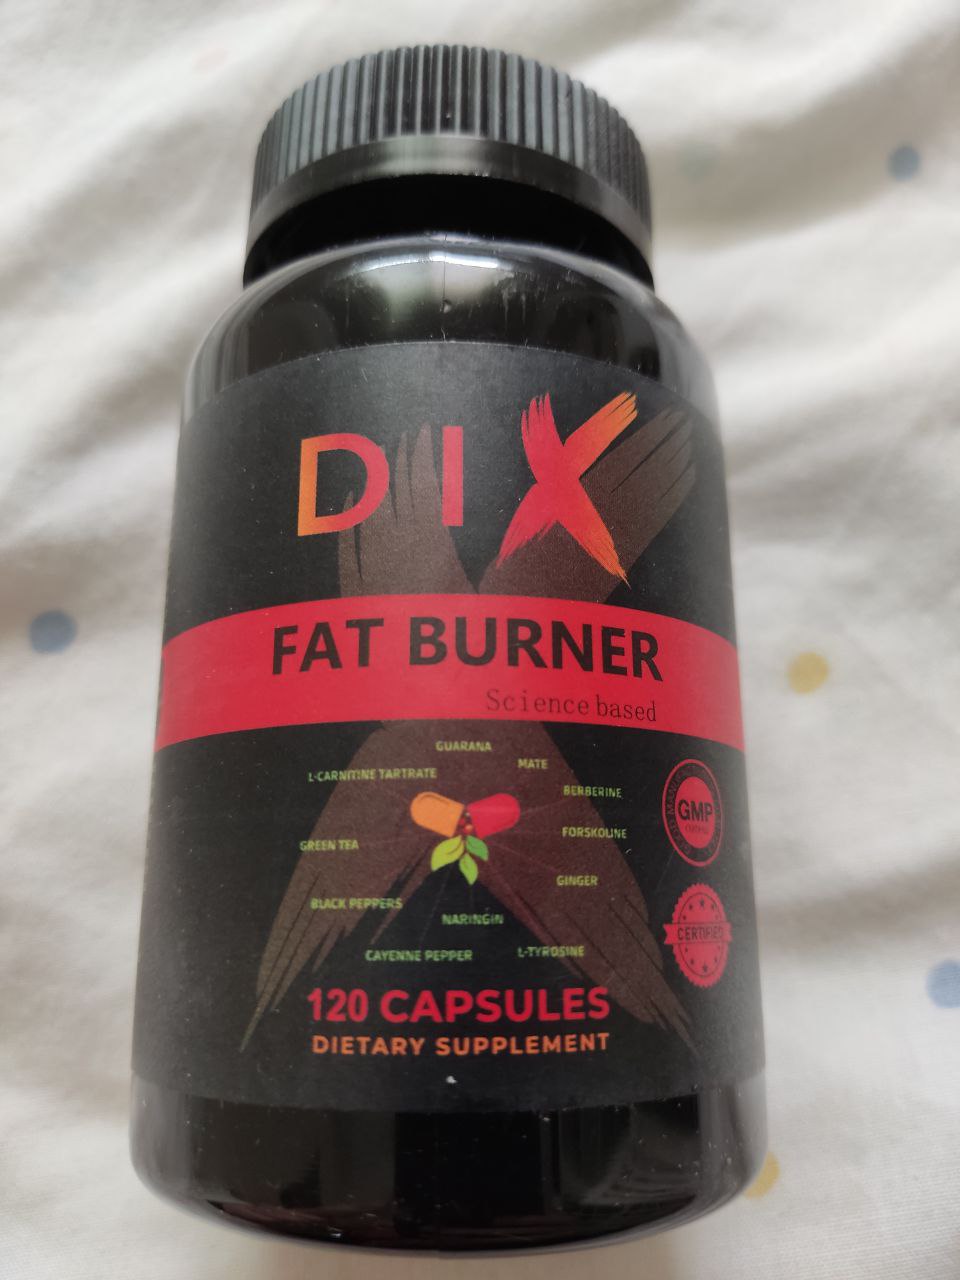 DIX
FAT BURNER
Science based
GUARANA
MATE
L-CARNITINE TARTRATE
BERBERINE
FORSKOLINE
GREEN TEA
GINGER
BLACK PEPPERS
NARINGIN
CAYENNE PEPPER
L-TYROSINE
GMP
CERTIFIED
120 CAPSULES
DIETARY SUPPLEMENT